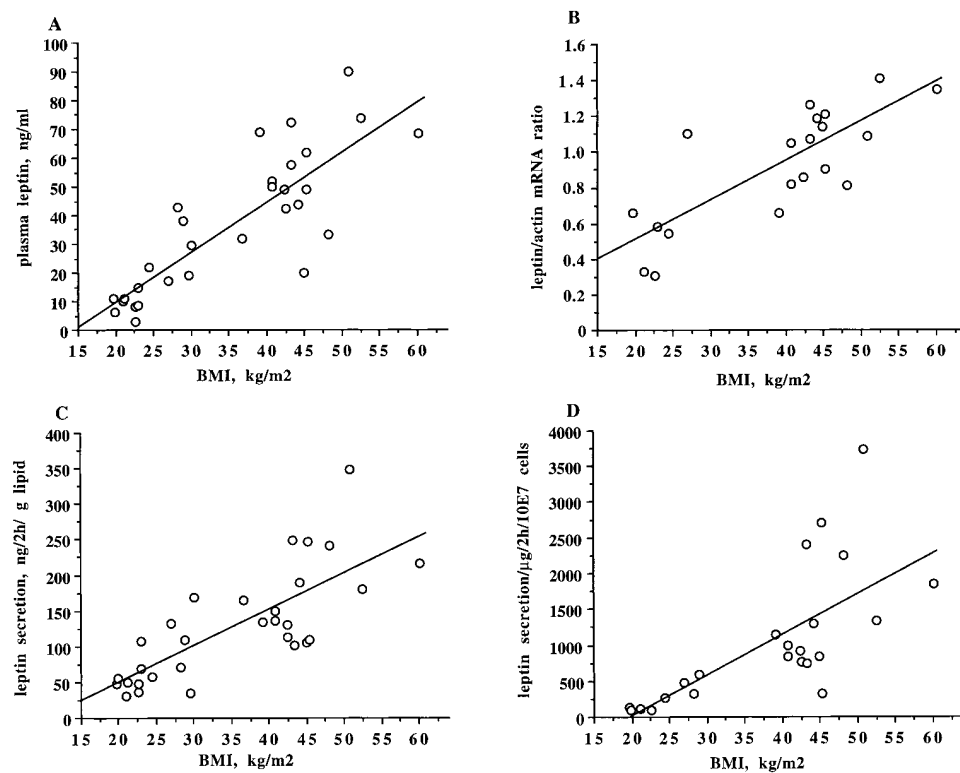 A
plasma leptin, ng/ml
100
90
80
70
60
50
40
30
20
10
0
15 20 25 30 35 40 45 50 55 60
BMI, kg/m2
B
leptin/actin mRNA ratio
1.6
1.4
1.2
1.0
0.8
0.6
0.4
0.2
0
15 20 25 30 35 40 45 50 55 60
BMI, kg/m2
C
leptin secretion, ng/2h/ g lipid
400
350
300
250
200
150
100
50
0
15 20 25 30 35 40 45 50 55 60
BMI, kg/m2
D
leptin secretion/µg/2h/10E7 cells
4000
3500
3000
2500
2000
1500
1000
500
0
15 20 25 30 35 40 45 50 55 60
BMI, kg/m2